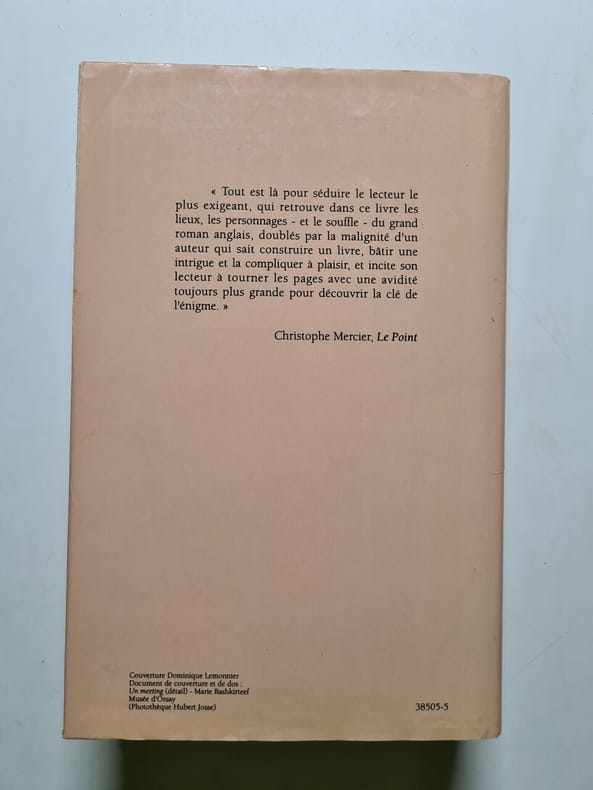 « Tout est là pour séduire le lecteur le
plus exigeant, qui retrouve dans ce livre les
lieux, les personnages - et le souffle - du grand
roman anglais, doublés par la malignité d'un
auteur qui sait construire un livre, bâtir une
intrigue et la compliquer à plaisir, et incite son
lecteur à tourner les pages avec une avidité
toujours plus grande pour découvrir la clé de
l'énigme. »
Christophe Mercier, Le Point
Couverture Dominique Lemonnier
Document de couverture et de dos :
Un meeting (détail) - Marie Bashkirteef
Musée d'Orsay
(Photothèque Hubert Josse)
38505-5